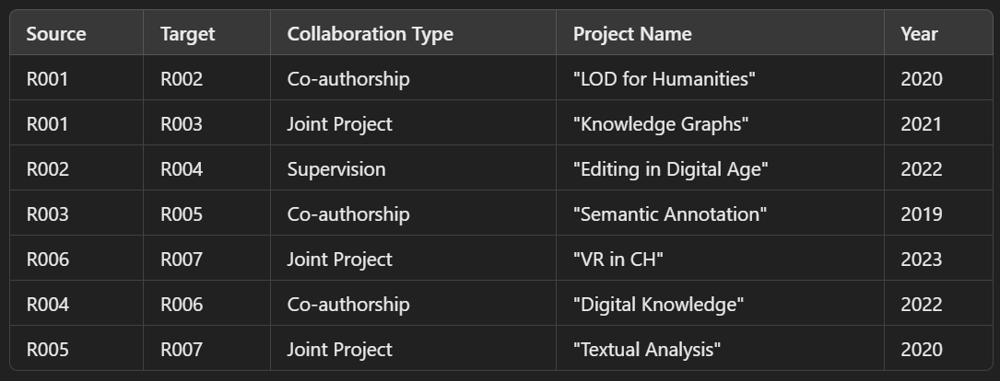 Source Target Collaboration Type Project Name Year
R001 R002 Co-authorship "LOD for Humanities" 2020
R001 R003 Joint Project "Knowledge Graphs" 2021
R002 R004 Supervision "Editing in Digital Age" 2022
R003 R005 Co-authorship "Semantic Annotation" 2019
R006 R007 Joint Project "VR in CH" 2023
R004 R006 Co-authorship "Digital Knowledge" 2022
R005 R007 Joint Project "Textual Analysis" 2020